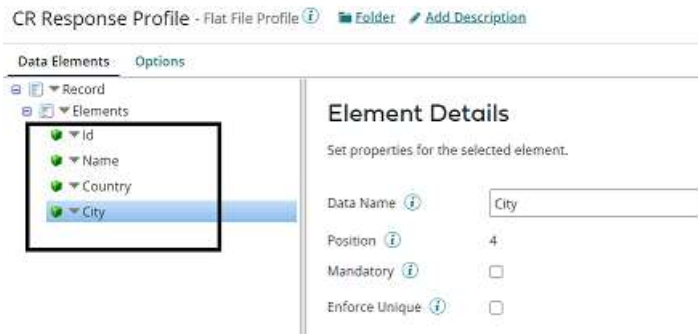 CR Response Profile - Flat File Profile i Folder Add Description
Data Elements Options
Record
Elements
Id
Name
Country
City
Element Details
Set properties for the selected element.
Data Name i City
Position i 4
Mandatory i
Enforce Unique i